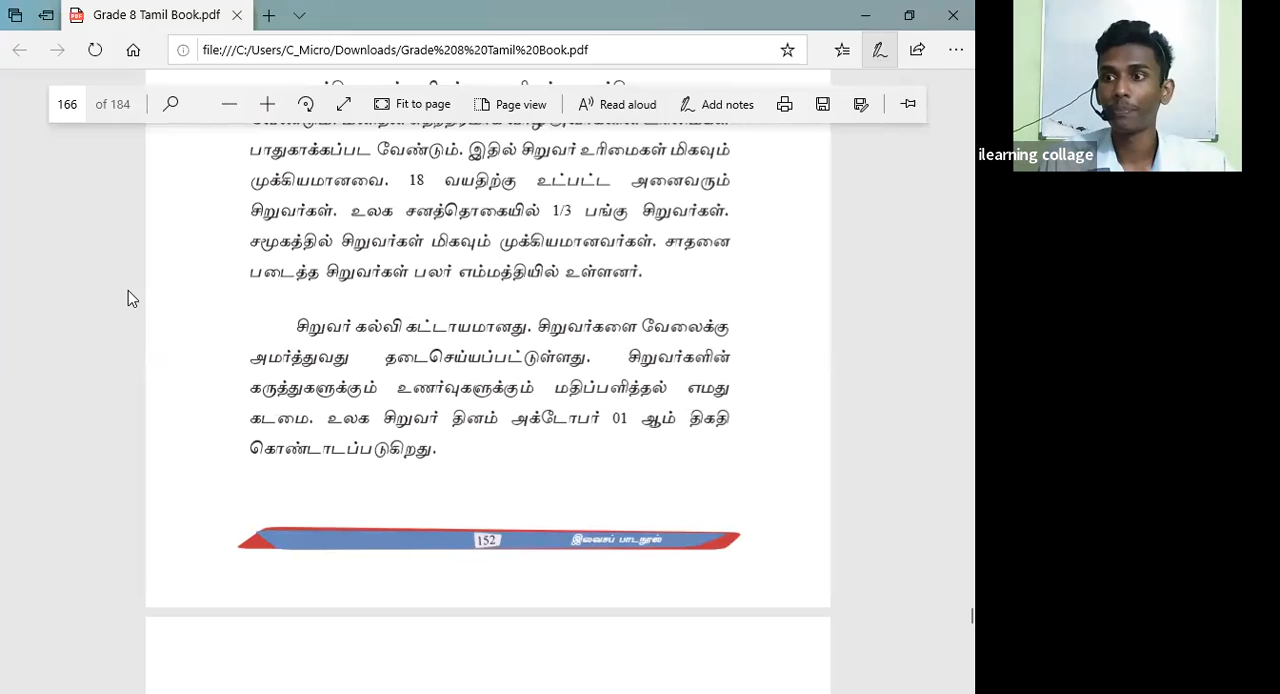 Grade 8 Tamil Book.pdf
file:///C:/Users/C_Micro/Downloads/Grade%208%20Tamil%20Book.pdf
166 of 184 Fit to page Page view Read aloud Add notes
பாதுகாக்கப்பட வேண்டும். இதில் சிறுவர் உரிமைகள் மிகவும்
முக்கியமானவை. 18 வயதிற்கு உட்பட்ட அனைவரும்
சிறுவர்கள். உலக சனத்தொகையில் 1/3 பங்கு சிறுவர்கள்.
சமூகத்தில் சிறுவர்கள் மிகவும் முக்கியமானவர்கள். சாதனை
படைத்த சிறுவர்கள் பலர் எம்மத்தியில் உள்ளனர்.
சிறுவர் கல்வி கட்டாயமானது. சிறுவர்களை வேலைக்கு
அமர்த்துவது தடைசெய்யப்பட்டுள்ளது. சிறுவர்களின்
கருத்துகளுக்கும் உணர்வுகளுக்கும் மதிப்பளித்தல் எமது
கடமை. உலக சிறுவர் தினம் அக்டோபர் 01 ஆம் திகதி
கொண்டாடப்படுகிறது.
152 இலவசப் பாடநூல்
ilearning collage